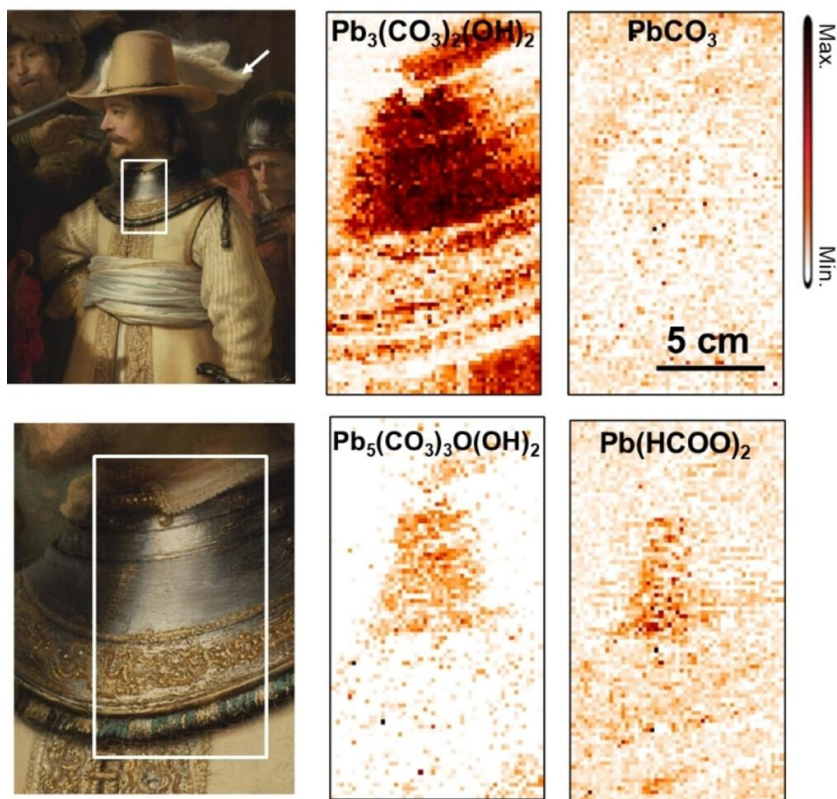 Pb₃(CO₃)₂(OH)₂
PbCO₃
Max.
Min.
5 cm
Pb₅(CO₃)₃O(OH)₂
Pb(HCOO)₂